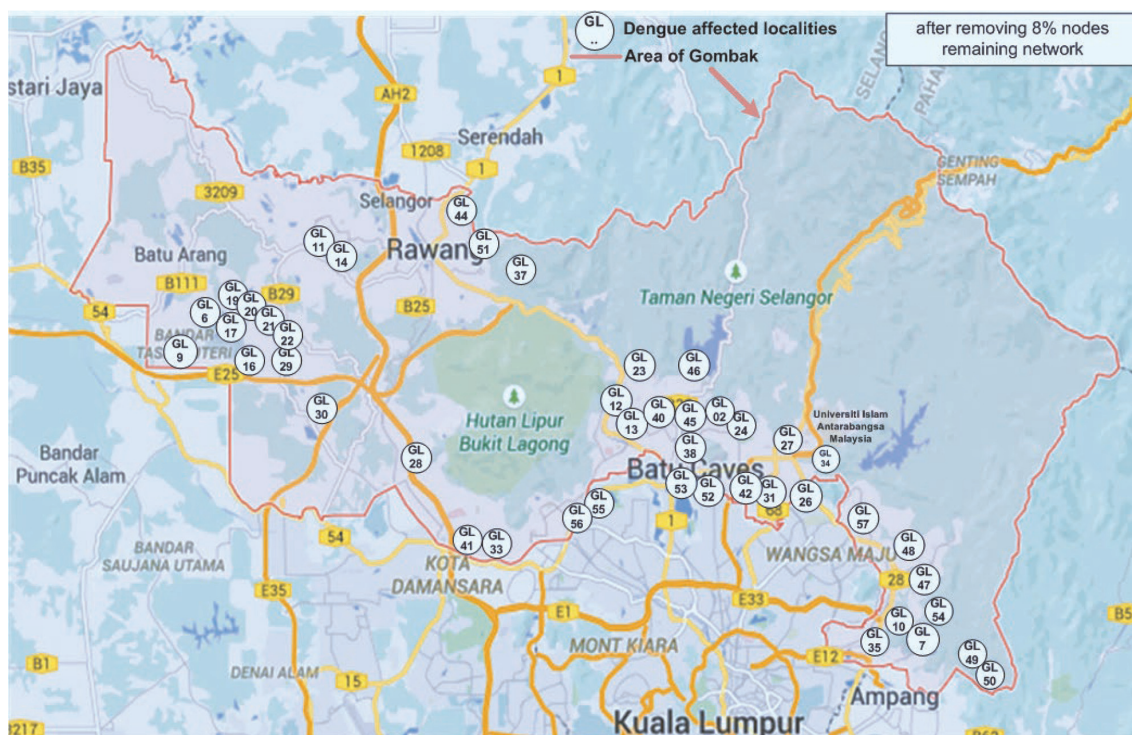 GL
..
Dengue affected localities
Area of Gombak
after removing 8% nodes
remaining network
SELAN
PAHA
stari Jaya
AH2
1
Serendah
1208
1
B35
3209
Selangor
GENTING
SEMPAH
GL
44
GL
11
GL
14
Rawang
GL
51
GL
37
Batu Arang
B111
B29
B25
Taman Negeri Selangor
54
GL
19
GL
20
GL
6
GL
17
GL
21
GL
22
BANDAR
GL
9
GL
16
GL
29
E25
GL
30
Hutan Lipur
Bukit Lagong
GL
23
GL
46
GL
12
GL
13
GL
40
GL
45
GL
02
GL
24
GL
38
GL
27
Universiti Islam
Antarabangsa
Malaysia
GL
34
Batu Caves
Bandar
Puncak Alam
GL
28
GL
53
GL
52
GL
42
GL
31
GL
26
68
GL
55
GL
56
1
GL
57
GL
41
GL
33
54
BANDAR
SAUJANA UTAMA
KOTA
DAMANSARA
WANGSA MAJU
GL
48
28
GL
47
E35
E1
E33
GL
54
GL
10
GL
7
GL
35
B5
MONT KIARA
E12
GL
49
GL
50
B1
DENAI ALAM
15
Ampang
Kuala Lumpur
B217
B62